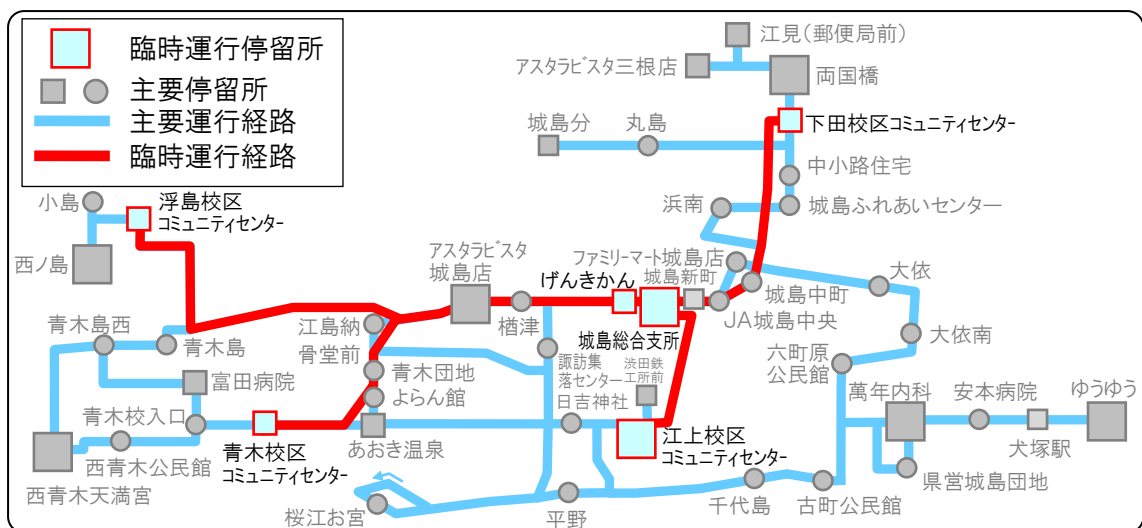 臨時運行停留所
主要停留所
主要運行経路
臨時運行経路
江見(郵便局前)
アスタラビスタ三根店
両国橋
城島分
丸島
下田校区コミュニティセンター
中小路住宅
浜南
城島ふれあいセンター
小島
浮島校区
コミュニティセンター
西ノ島
アスタラビスタ
城島店
ファミリーマート城島店
げんきかん
城島新町
大依
城島中町
JA城島中央
楢津
城島総合支所
大依南
青木島西
青木島
江島納
骨堂前
諏訪集
落センター
渋田鉄
工所前
六町原
公民館
富田病院
青木団地
よらん館
日吉神社
萬年内科
安本病院
ゆうゆう
青木校入口
青木校区
コミュニティセンター
あおき温泉
江上校区
コミュニティセンター
犬塚駅
西青木公民館
県営城島団地
西青木天満宮
桜江お宮
平野
千代島
古町公民館